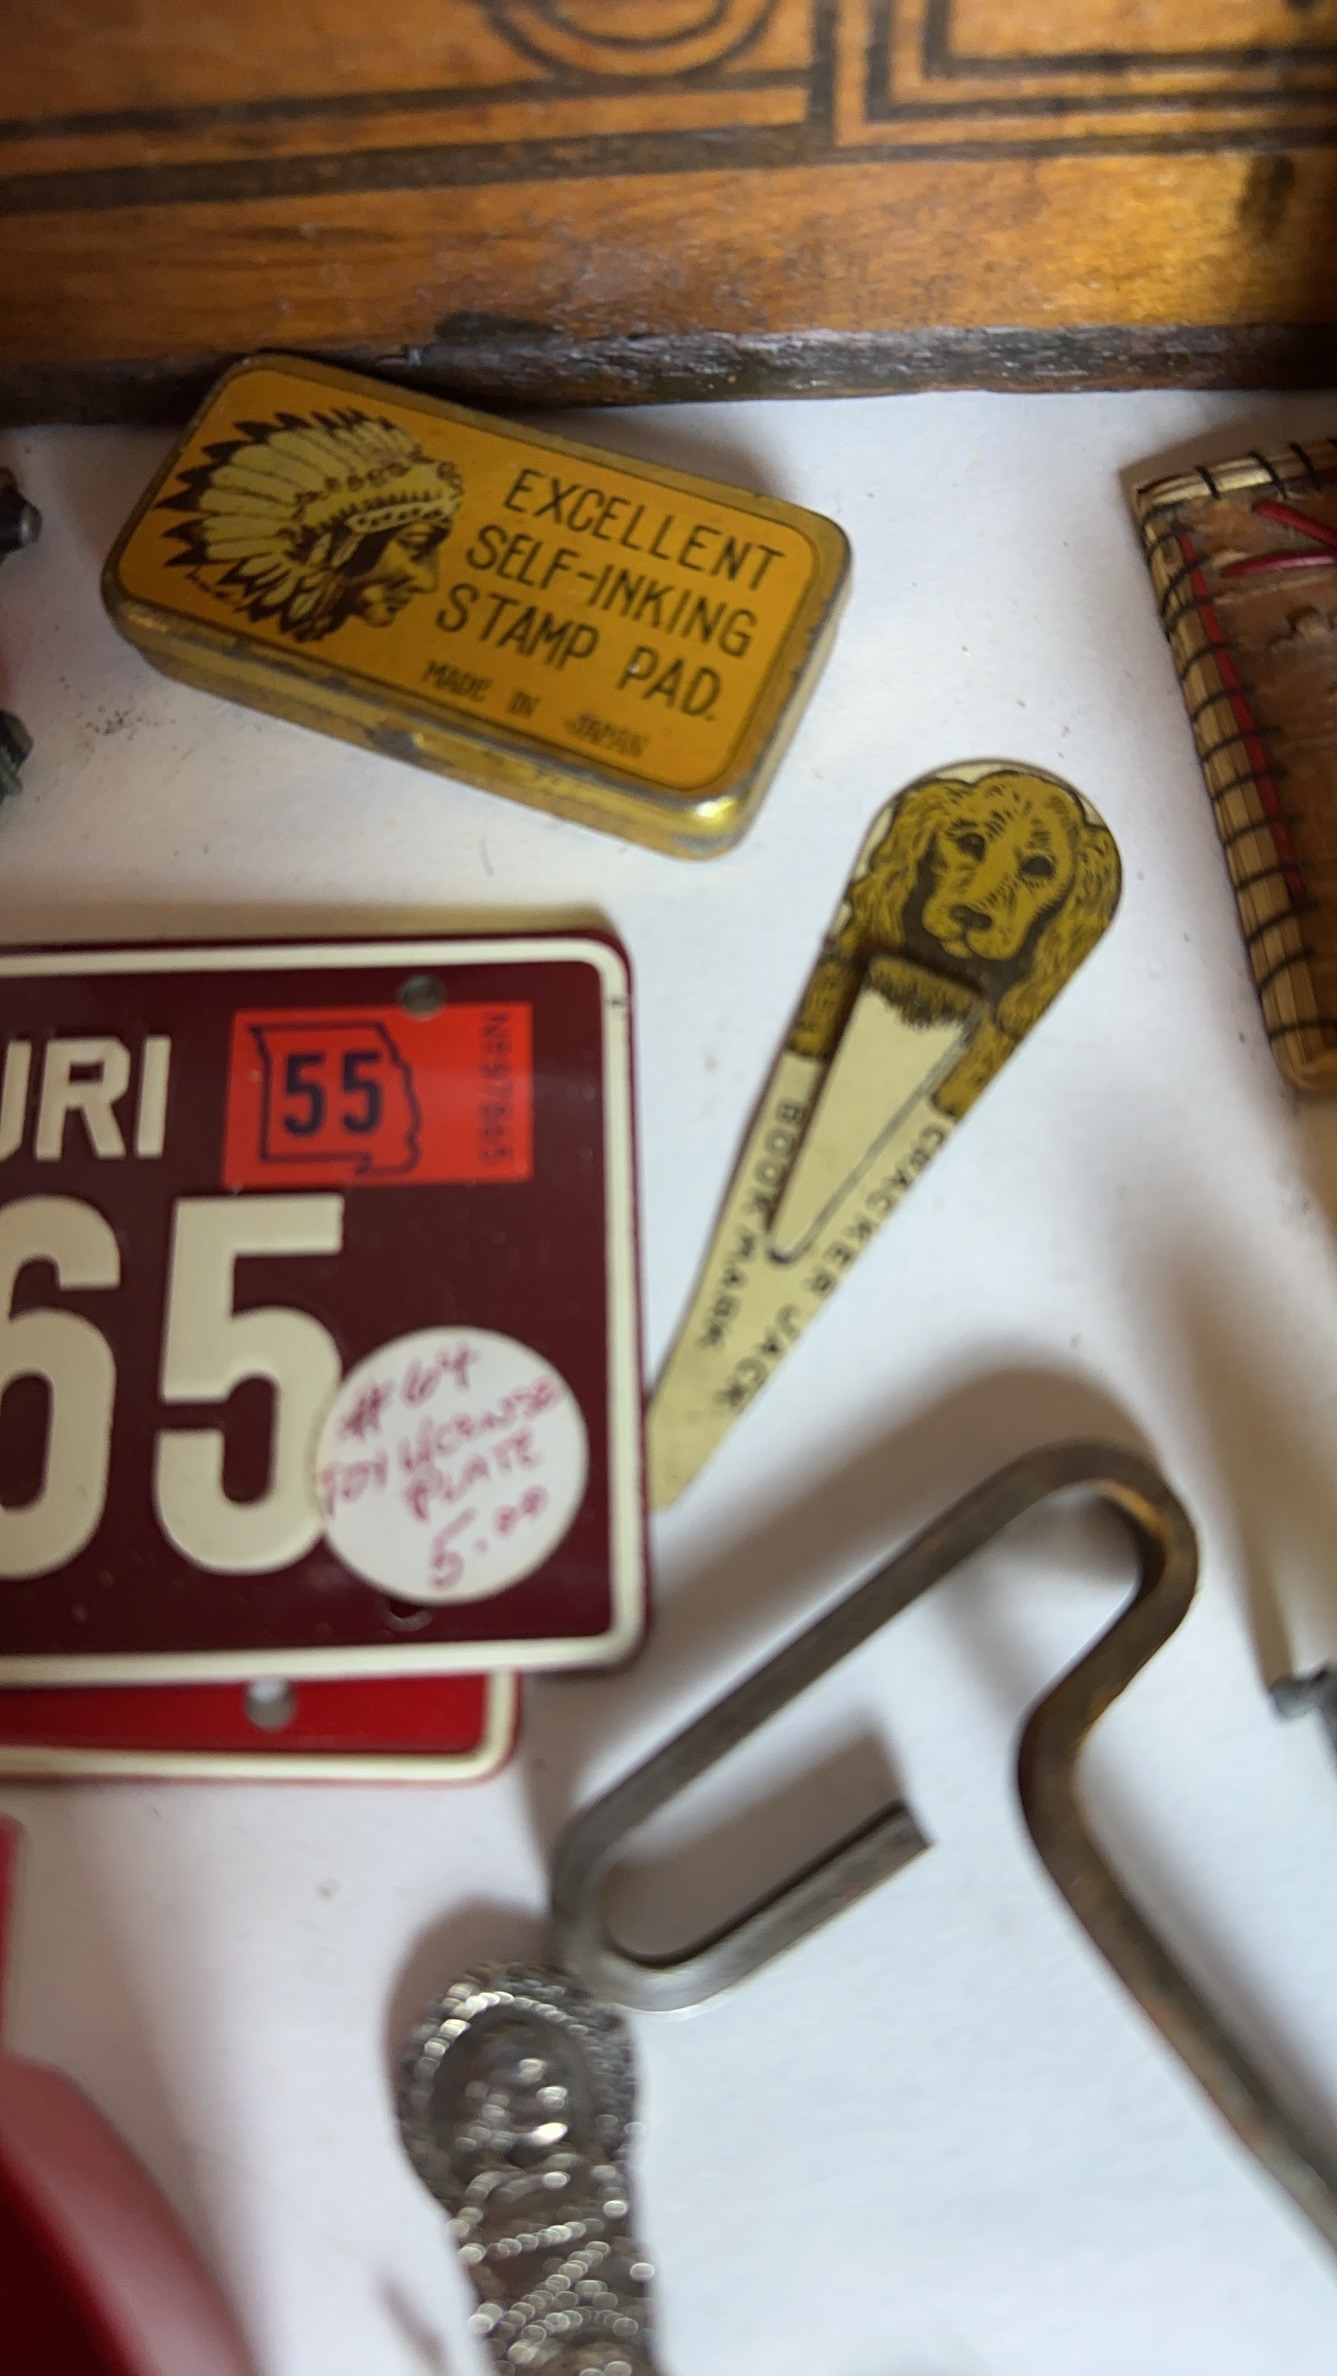 EXCELLENT
SELF-INKING
STAMP PAD.
MADE IN JAPAN
BOOK MARK
CRACKER JACK
URI
55
65
#64
TOY LICENSE
PLATE
5.00